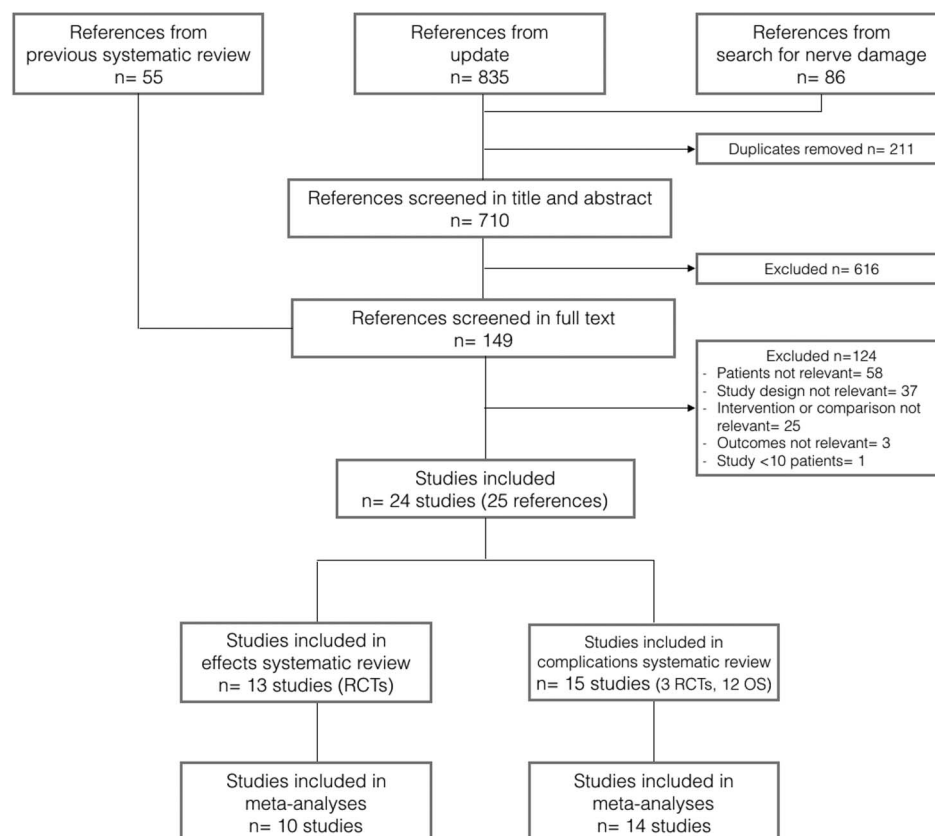 References from
previous systematic review
n= 55
References from
update
n= 835
References from
search for nerve damage
n= 86
Duplicates removed n= 211
References screened in title and abstract
n= 710
Excluded n= 616
References screened in full text
n= 149
Excluded n=124
- Patients not relevant= 58
- Study design not relevant= 37
- Intervention or comparison not
relevant= 25
- Outcomes not relevant= 3
- Study <10 patients= 1
Studies included
n= 24 studies (25 references)
Studies included in
effects systematic review
n= 13 studies (RCTs)
Studies included in
complications systematic review
n= 15 studies (3 RCTs, 12 OS)
Studies included in
meta-analyses
n= 10 studies
Studies included in
meta-analyses
n= 14 studies